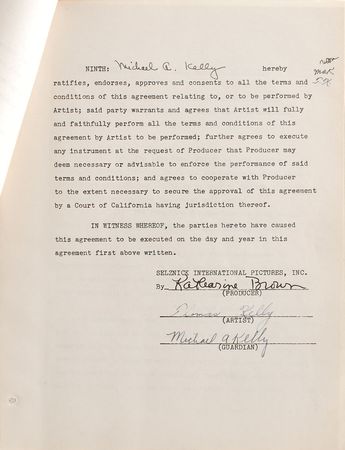 NINTH: Michael A. Kelly hereby
ratifies, endorses, approves and consents to all the terms and
conditions of this agreement relating to, or to be performed by
Artist; said party warrants and agrees that Artist will fully
and faithfully perform all the terms and conditions of this
agreement by Artist to be performed; further agrees to execute
any instrument at the request of Producer that Producer may
deem necessary or advisable to enforce the performance of said
terms and conditions; and agrees to cooperate with Producer
to the extent necessary to secure the approval of this agreement
by a Court of California having jurisdiction thereof.
IN WITNESS WHEREOF, the parties hereto have caused
this agreement to be executed on the day and year in this
agreement first above written.
SELZNICK INTERNATIONAL PICTURES, INC.
By Katharine Brown
(PRODUCER)
Thomas Kelly
(ARTIST)
Michael A Kelly
(GUARDIAN)